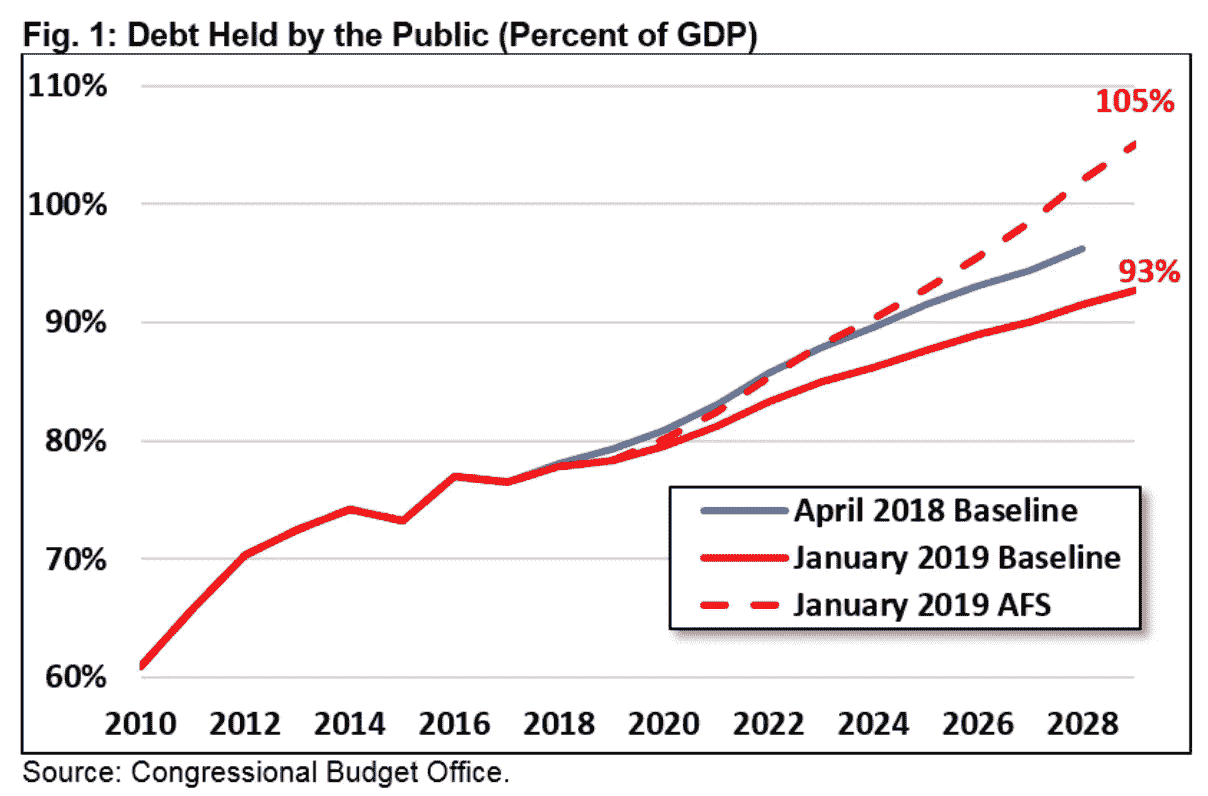 Fig. 1: Debt Held by the Public (Percent of GDP)
110%
105%
100%
93%
90%
80%
April 2018 Baseline
January 2019 Baseline
70%
January 2019 AFS
60%
2010 2012 2014 2016 2018 2020 2022 2024 2026 2028
Source: Congressional Budget Office.